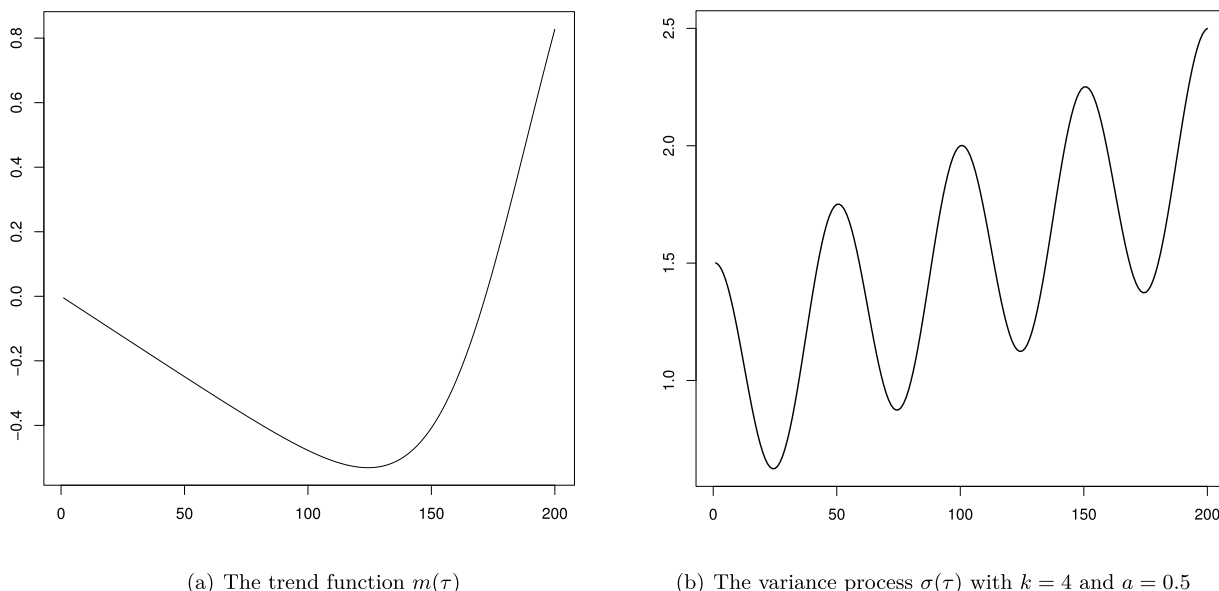 0.8
0.6
0.4
0.2
0.0
−0.2
−0.4
0 50 100 150 200
(a) The trend function m(τ)
2.5
2.0
1.5
1.0
0 50 100 150 200
(b) The variance process σ(τ) with k = 4 and a = 0.5